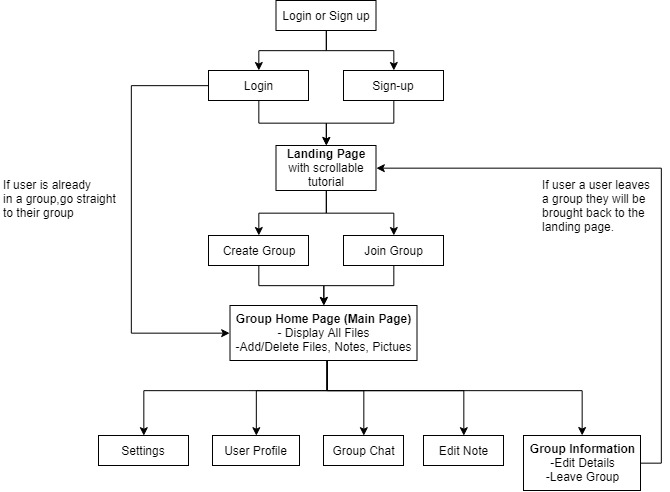 Login or Sign up
Login
Sign-up
Landing Page
with scrollable
tutorial
If user is already
in a group,go straight
to their group
If user a user leaves
a group they will be
brought back to the
landing page.
Create Group
Join Group
Group Home Page (Main Page)
- Display All Files
-Add/Delete Files, Notes, Pictues
Settings
User Profile
Group Chat
Edit Note
Group Information
-Edit Details
-Leave Group